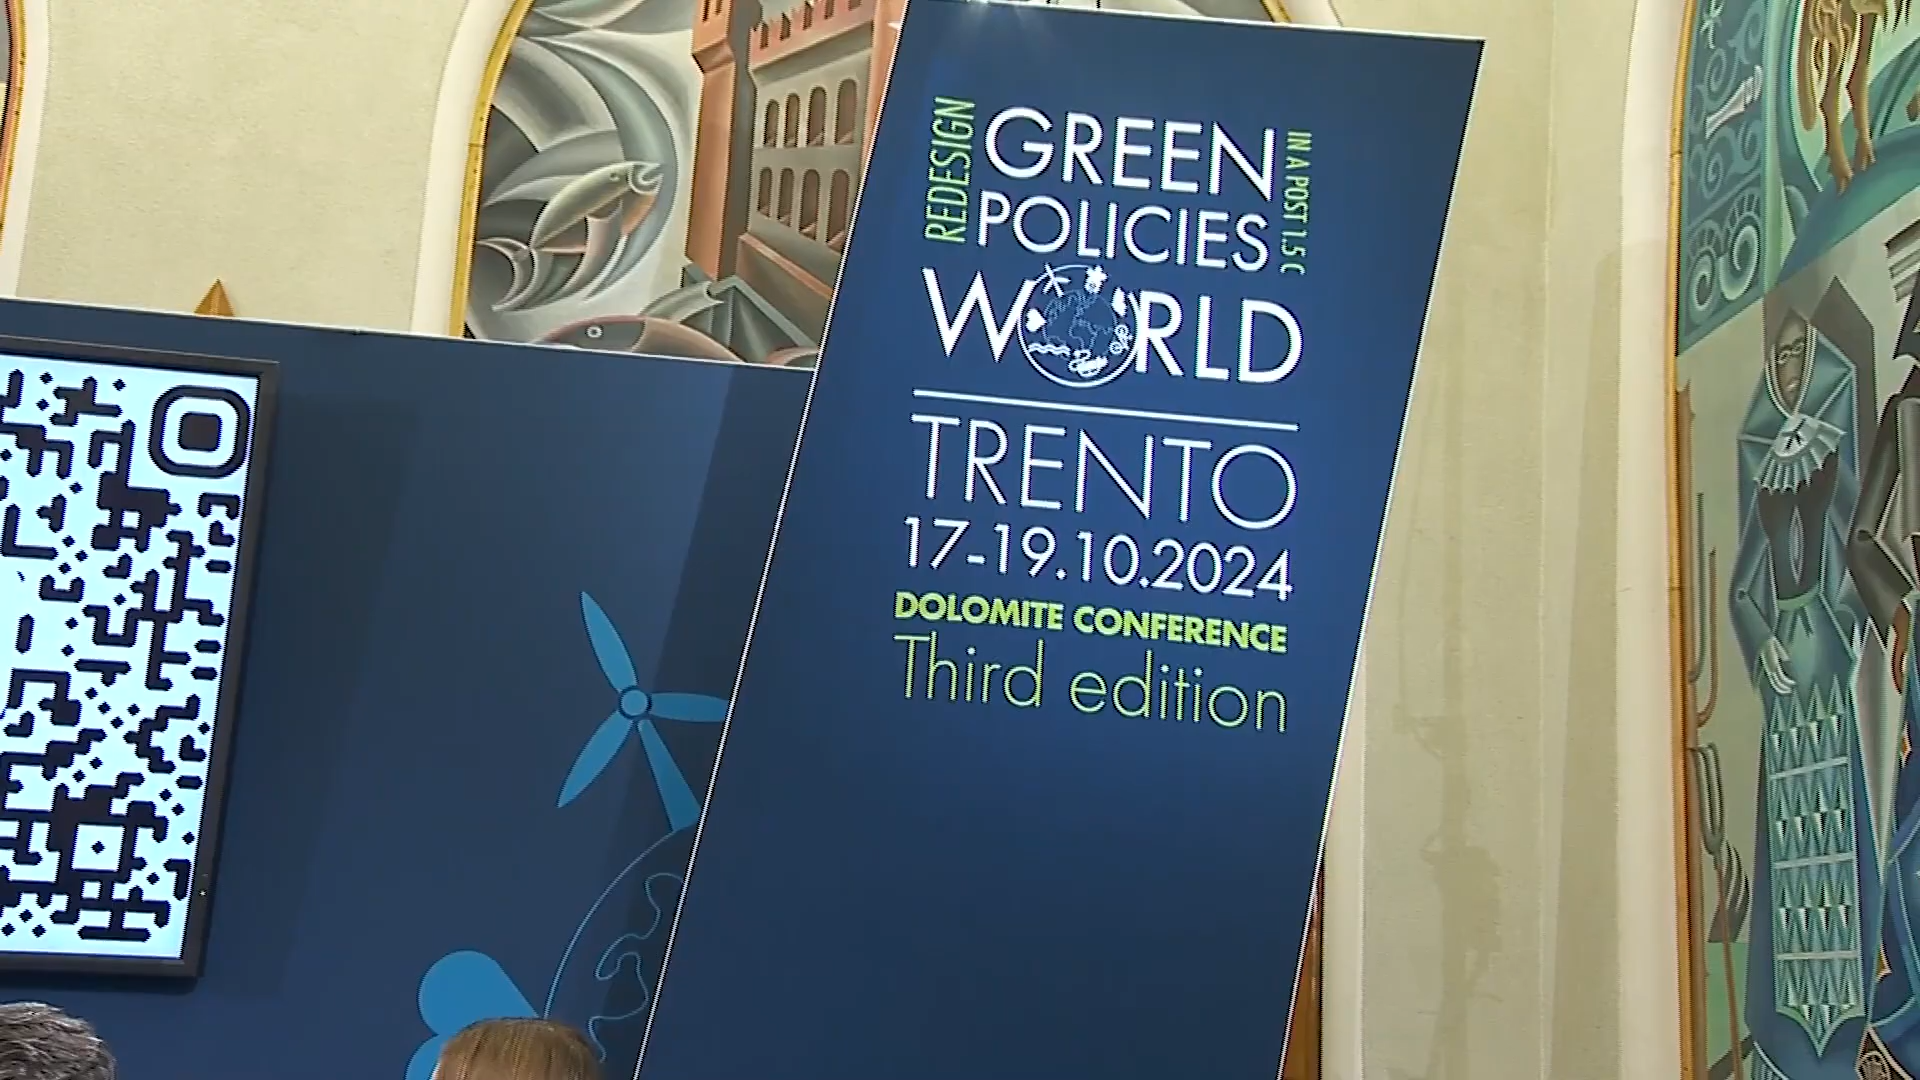 REDESIGN
GREEN
POLICIES
IN A POST 1.5 C
WORLD
TRENTO
17-19.10.2024
DOLOMITE CONFERENCE
Third edition